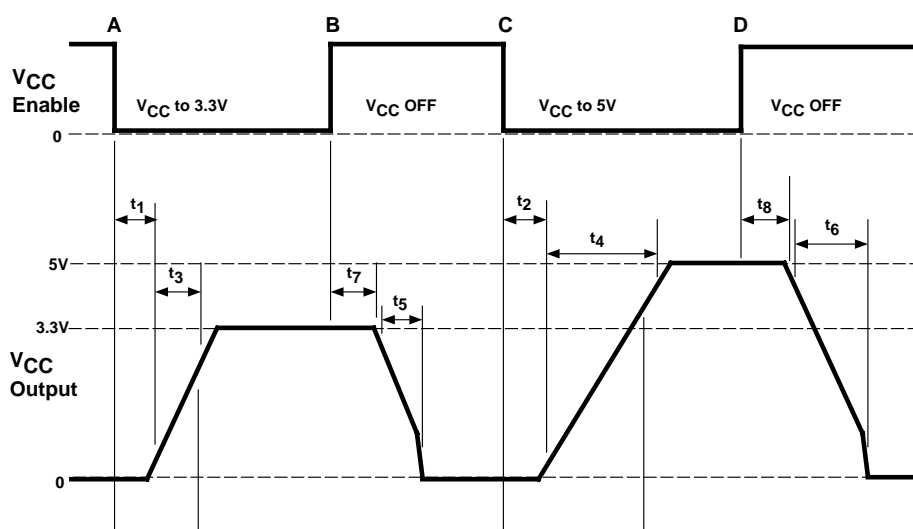 A B C D
VCC
Enable
VCC to 3.3V VCC OFF VCC to 5V VCC OFF
0
t1 t2 t8
t4 t6
5V
t3 t7
t5
3.3V
VCC
Output
0